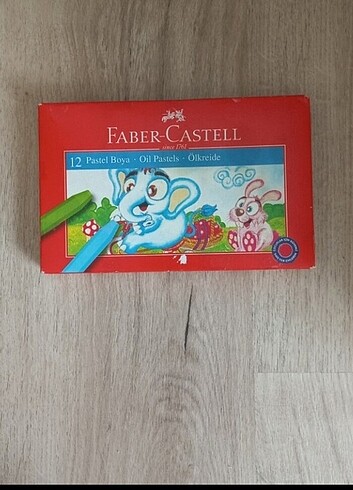 FABER-CASTELL
since 1761
12 Pastel Boya · Oil Pastels · Ölkreide